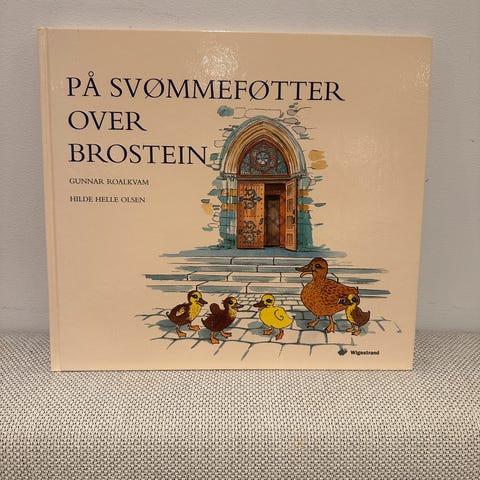 PÅ SVØMMEFØTTER
OVER
BROSTEIN
GUNNAR ROALKVAM
HILDE HELLE OLSEN
Wigestrand